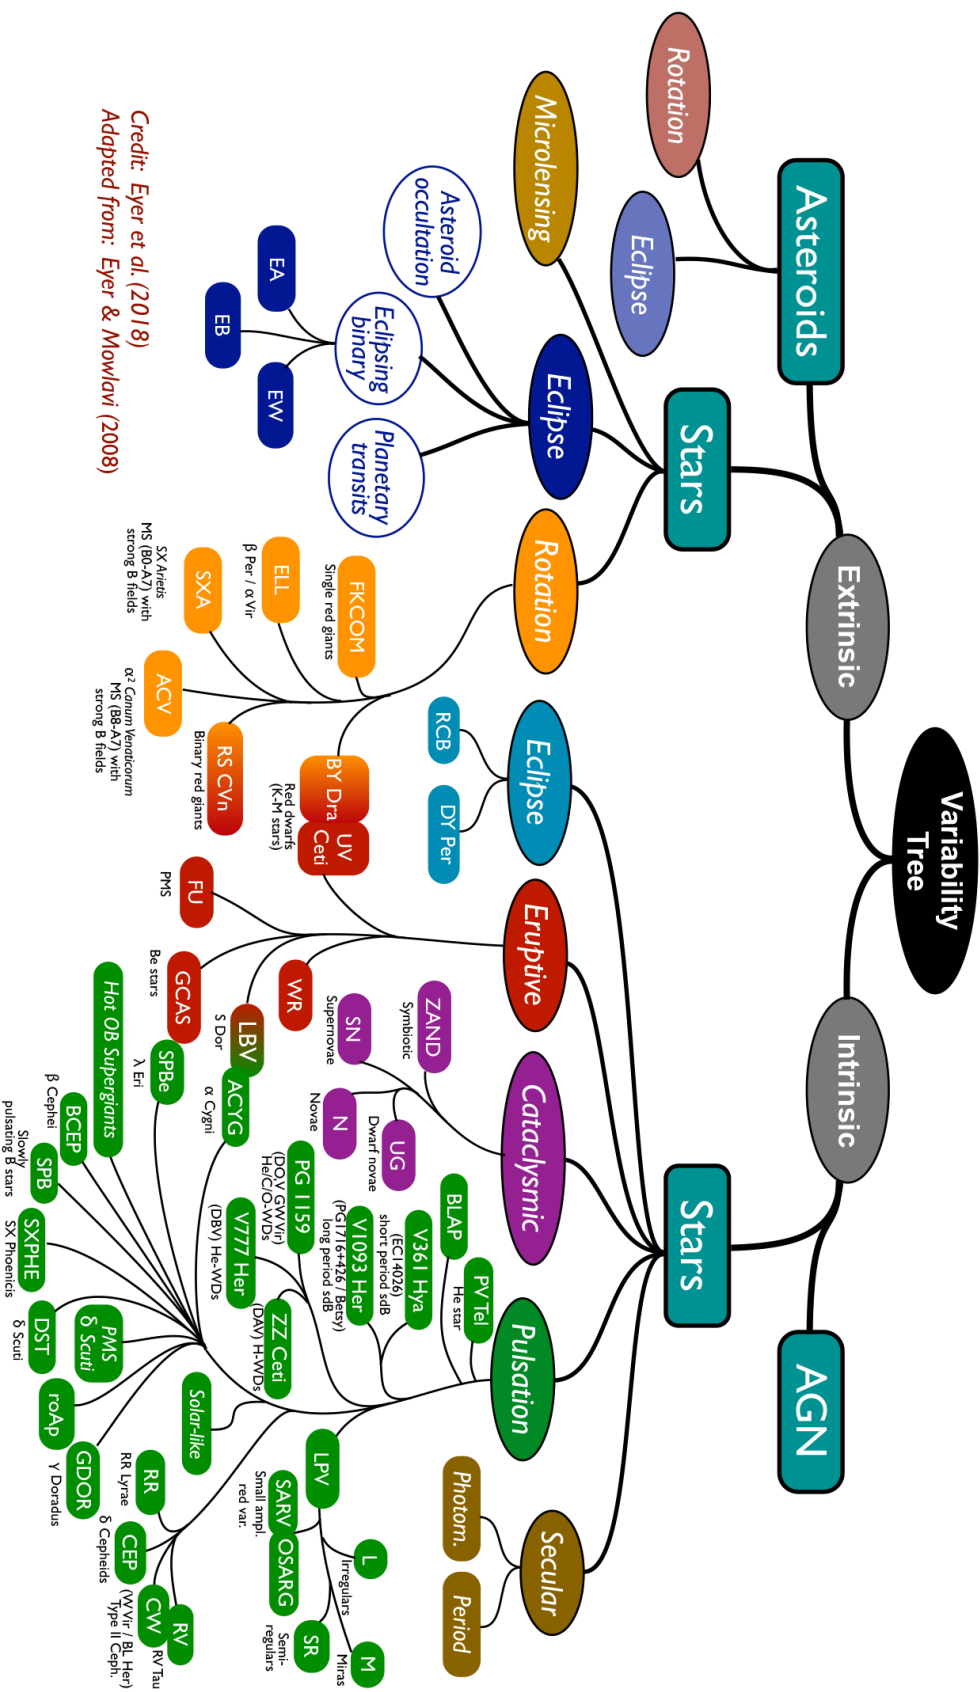 Variability
Tree
Extrinsic
Intrinsic
Asteroids
Stars
Stars
AGN
Rotation
Eclipse
Microlensing
Eclipse
Rotation
Eclipse
Eruptive
Cataclysmic
Pulsation
Secular
Asteroid
occultation
Eclipsing
binary
Planetary
transits
EA
EB
EW
FKCOM
Single red giants
ELL
β Per / α Vir
SXA
SX Arietis
MS (B0-A7) with
strong B fields
ACV
α² Canum Venaticorum
MS (B8-A7) with
strong B fields
RS CVn
Binary red giants
BY Dra
UV
Ceti
Red dwarfs
(K-M stars)
RCB
DY Per
FU
PMS
GCAS
Be stars
WR
LBV
S Dor
ZAND
Symbiotic
SN
Supernovae
N
Novae
UG
Dwarf novae
Photom.
Period
PV Tel
He star
BLAP
V361 Hya
(EC14026)
short period sdB
V1093 Her
(PG1716+426 / Betsy)
long period sdB
PG 1159
(DO,V GW Vir)
He/C/O-WDs
V777 Her
(DBV) He-WDs
ZZ Ceti
(DAV) H-WDs
ACYG
α Cygni
SPBe
λ Eri
Hot OB Supergiants
BCEP
β Cephei
SPB
Slowly
pulsating B stars
SXPHE
SX Phoenicis
DST
δ Scuti
PMS
δ Scuti
roAp
GDOR
γ Doradus
Solar-like
LPV
L
Irregulars
M
Miras
SARV
Small ampl.
red var.
OSARG
SR
Semi-
regulars
RR
RR Lyrae
CEP
δ Cepheids
RV
RV Tau
CW
Type II Ceph.
(W Vir / BL Her)
Credit: Eyer et al. (2018)
Adapted from: Eyer & Mowlavi (2008)